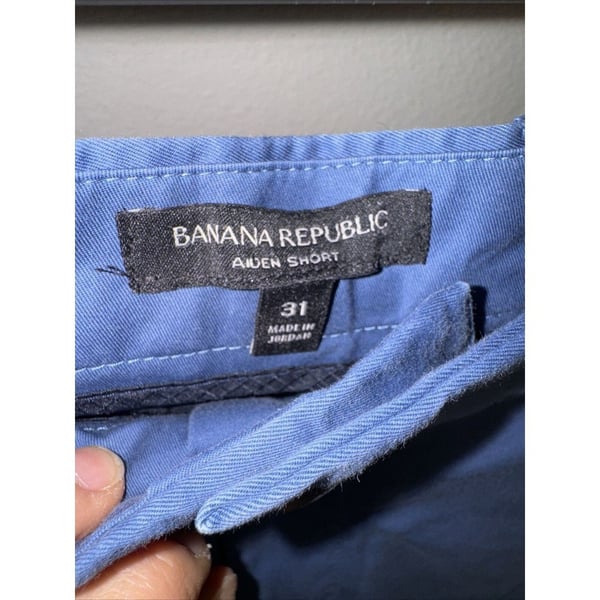 BANANA REPUBLIC
AIDEN SHORT
31
MADE IN
JORDAN